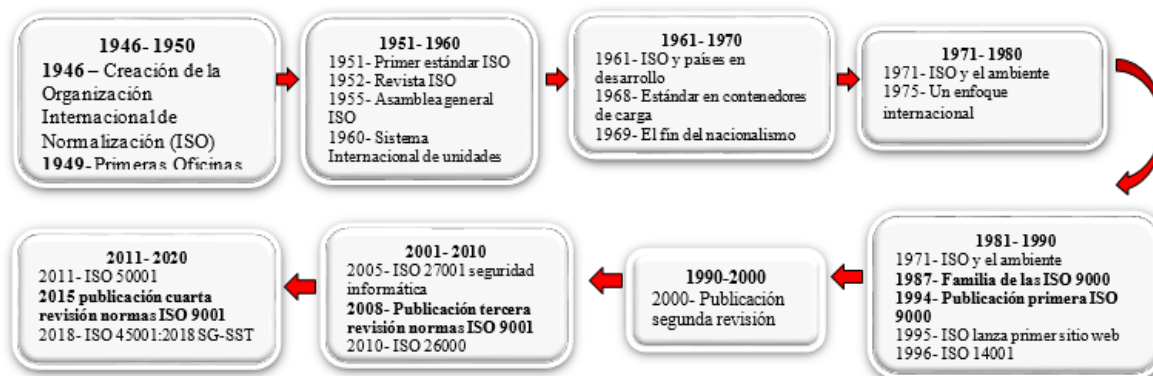 1946- 1950
1946 – Creación de la
Organización
Internacional de
Normalización (ISO)
1949- Primeras Oficinas
1951- 1960
1951- Primer estándar ISO
1952- Revista ISO
1955- Asamblea general
ISO
1960- Sistema
Internacional de unidades
1961- 1970
1961- ISO y países en
desarrollo
1968- Estándar en contenedores
de carga
1969- El fin del nacionalismo
1971- 1980
1971- ISO y el ambiente
1975- Un enfoque
internacional
1981- 1990
1971- ISO y el ambiente
1987- Familia de las ISO 9000
1994- Publicación primera ISO
9000
1995- ISO lanza primer sitio web
1996- ISO 14001
1990-2000
2000- Publicación
segunda revisión
2001- 2010
2005- ISO 27001 seguridad
informática
2008- Publicación tercera
revisión normas ISO 9001
2010- ISO 26000
2011- 2020
2011- ISO 50001
2015 publicación cuarta
revisión normas ISO 9001
2018- ISO 45001:2018 SG-SST